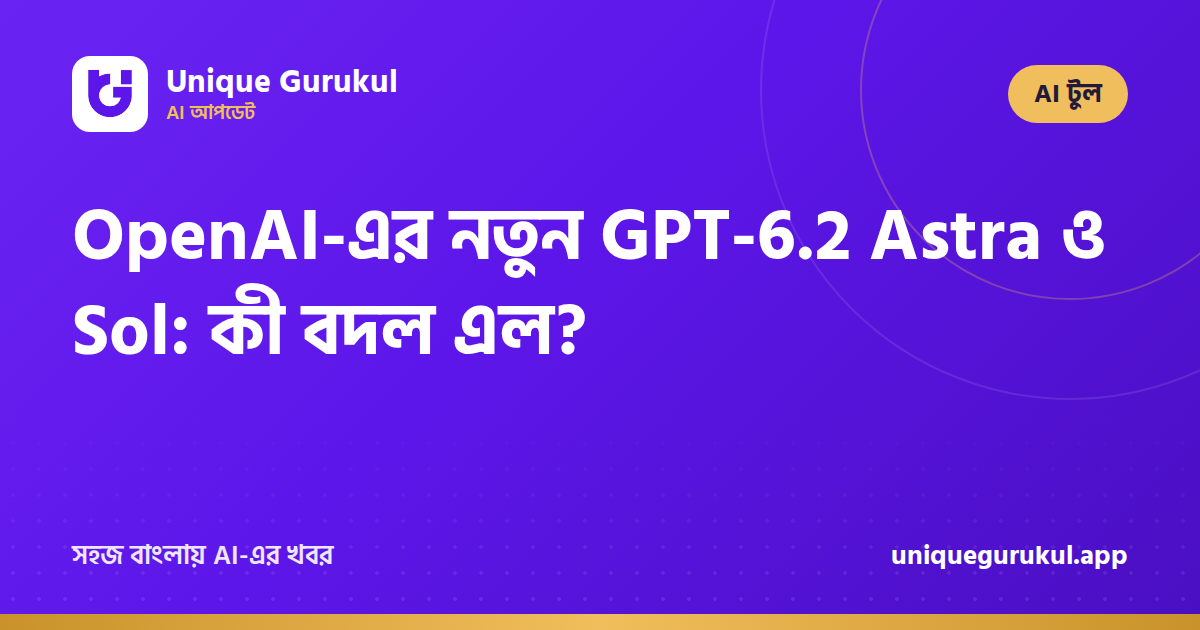 Unique Gurukul
AI আপডেট
AI টুল
OpenAI-এর নতুন GPT-6.2 Astra ও
Sol: কী বদল এল?
সহজ বাংলায় AI-এর খবর
uniquegurukul.app